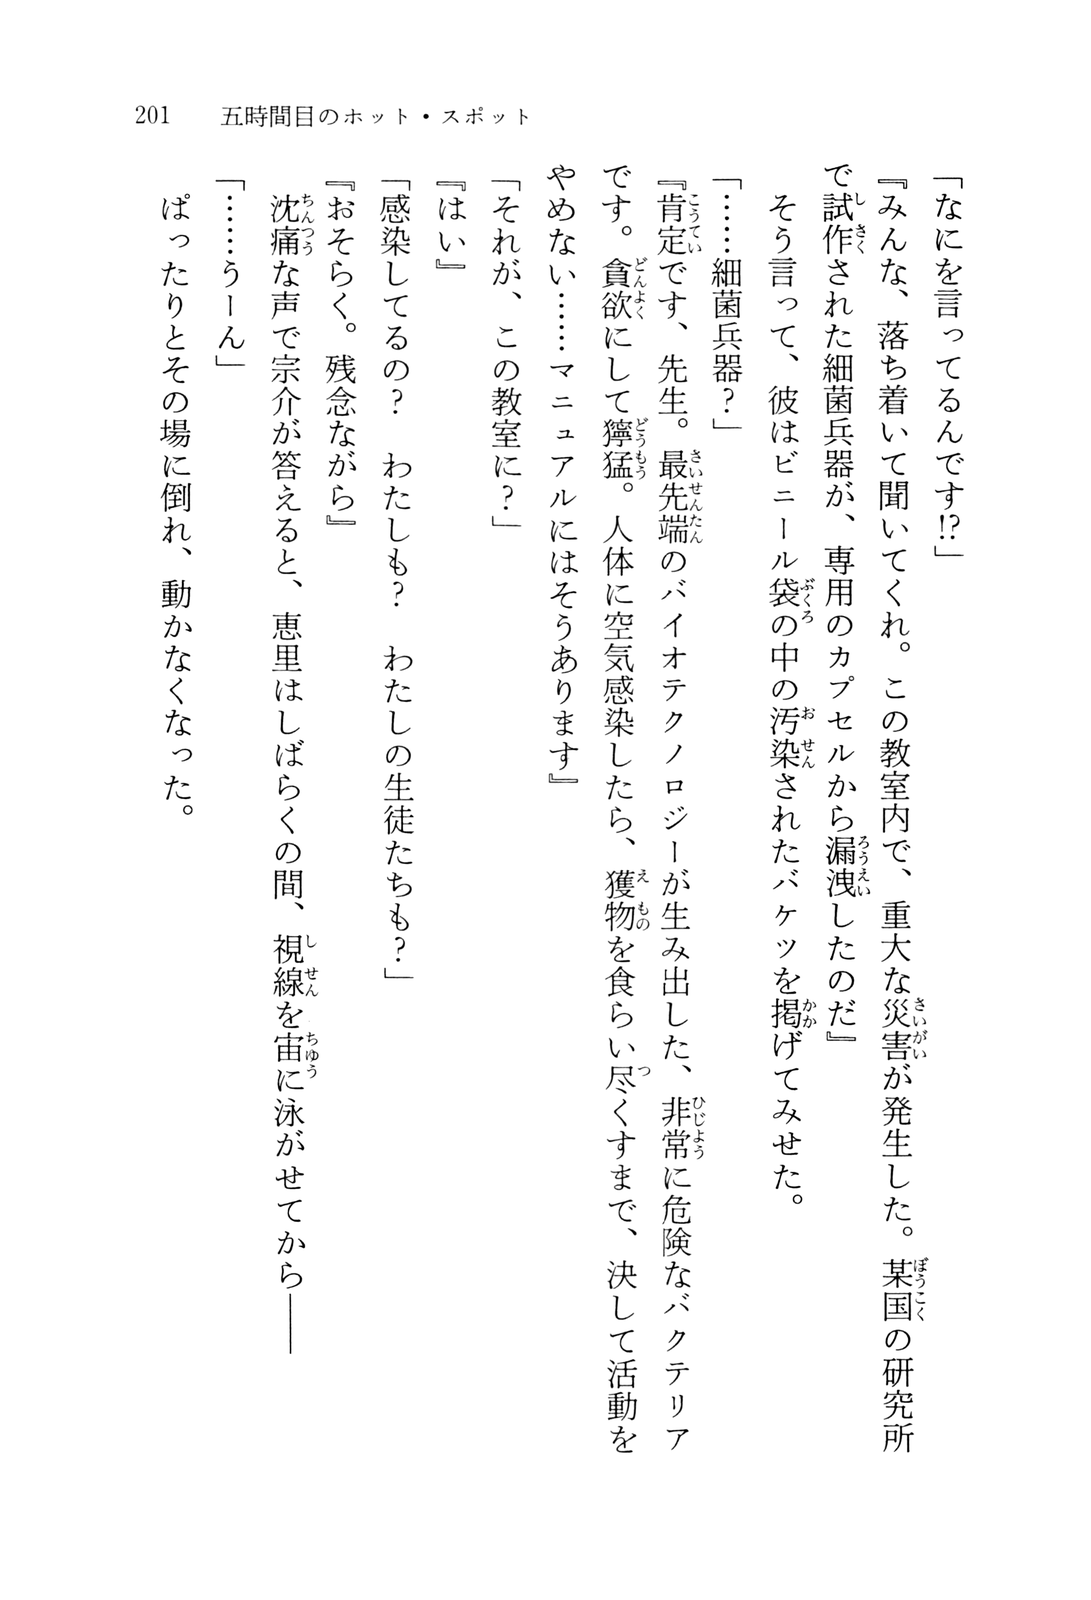 201 五時間目のホット・スポット
「なにを言ってるんです!?」
『みんな、落ち着いて聞いてくれ。この教室内で、重大な災害が発生した。某国の研究所
で試作された細菌兵器が、専用のカプセルから漏洩したのだ』
　そう言って、彼はビニール袋の中の汚染されたバケツを掲げてみせた。
「……細菌兵器？」
『肯定です、先生。最先端のバイオテクノロジーが生み出した、非常に危険なバクテリア
です。貪欲にして獰猛。人体に空気感染したら、獲物を食らい尽くすまで、決して活動を
やめない……マニュアルにはそうあります』
「それが、この教室に？」
『はい』
「感染してるの？　わたしも？　わたしの生徒たちも？」
『おそらく。残念ながら』
　沈痛な声で宗介が答えると、恵里はしばらくの間、視線を宙に泳がせてから――
「……うーん」
　ぱったりとその場に倒れ、動かなくなった。